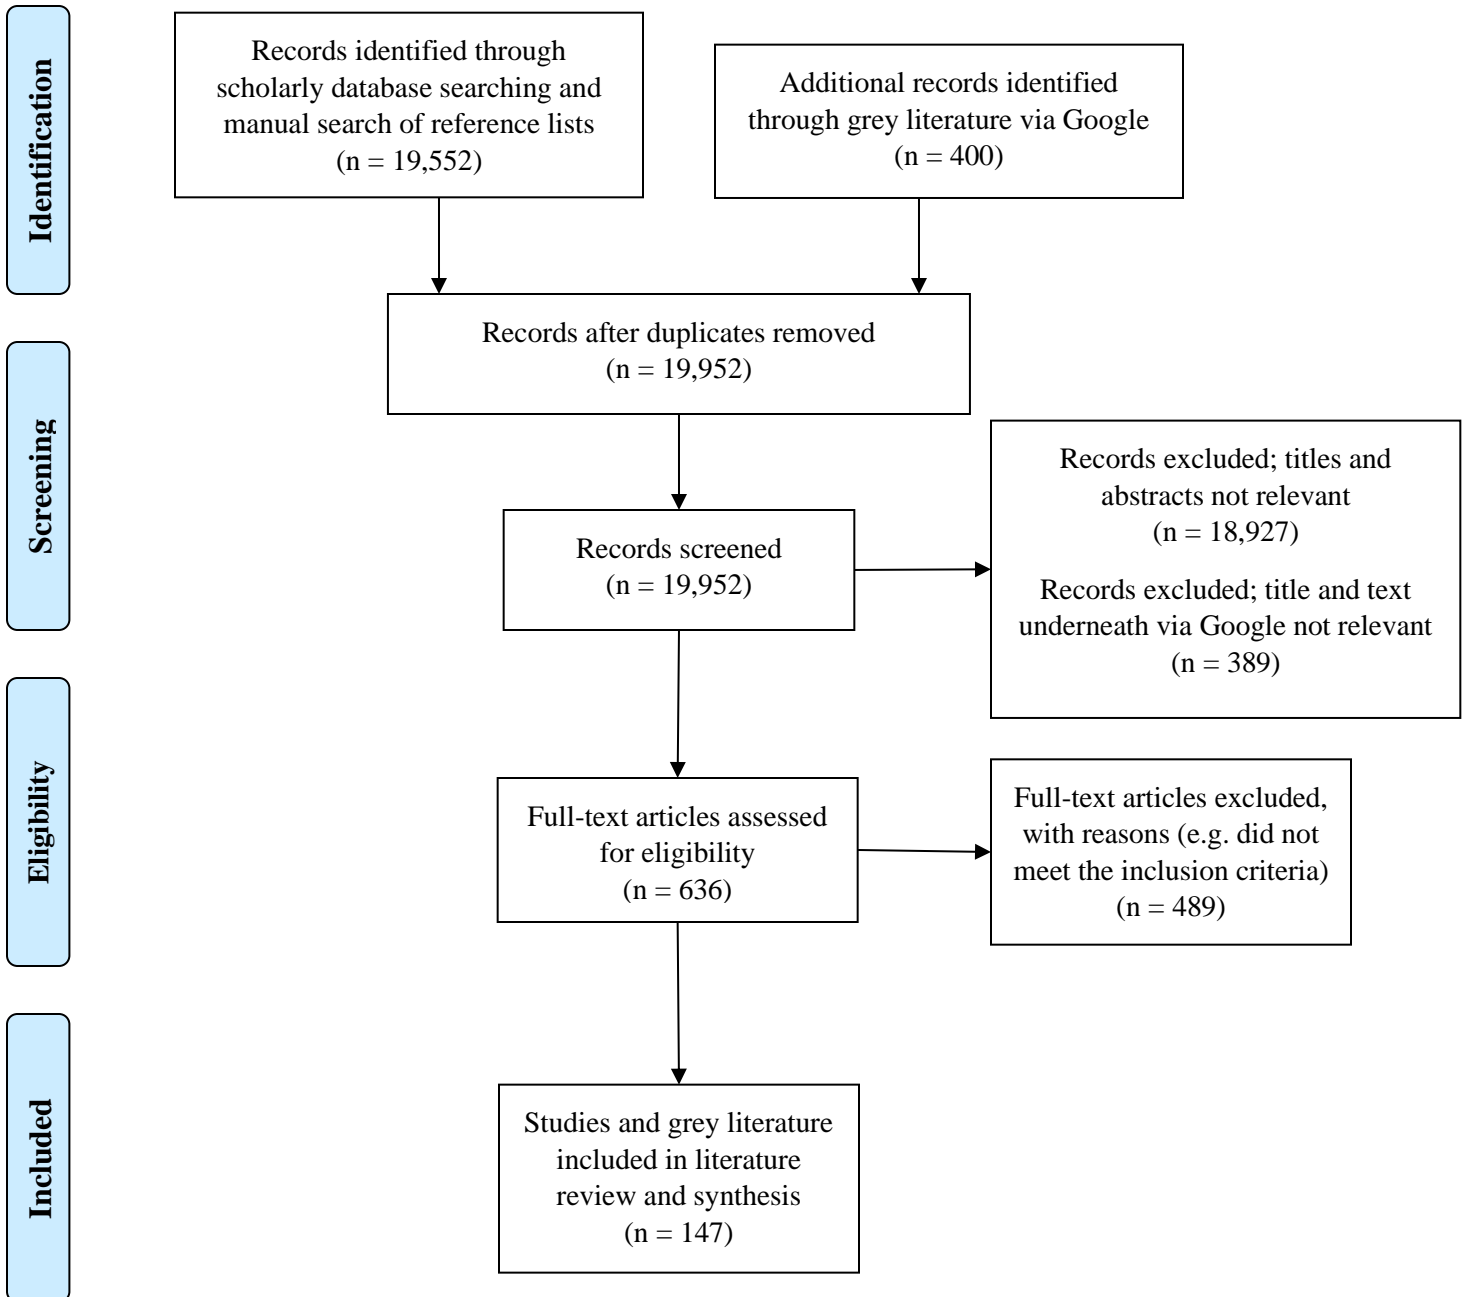 Identification
Records identified through
scholarly database searching and
manual search of reference lists
(n = 19,552)
Additional records identified
through grey literature via Google
(n = 400)
Records after duplicates removed
(n = 19,952)
Screening
Records screened
(n = 19,952)
Records excluded; titles and
abstracts not relevant
(n = 18,927)
Records excluded; title and text
underneath via Google not relevant
(n = 389)
Eligibility
Full-text articles assessed
for eligibility
(n = 636)
Full-text articles excluded,
with reasons (e.g. did not
meet the inclusion criteria)
(n = 489)
Included
Studies and grey literature
included in literature
review and synthesis
(n = 147)